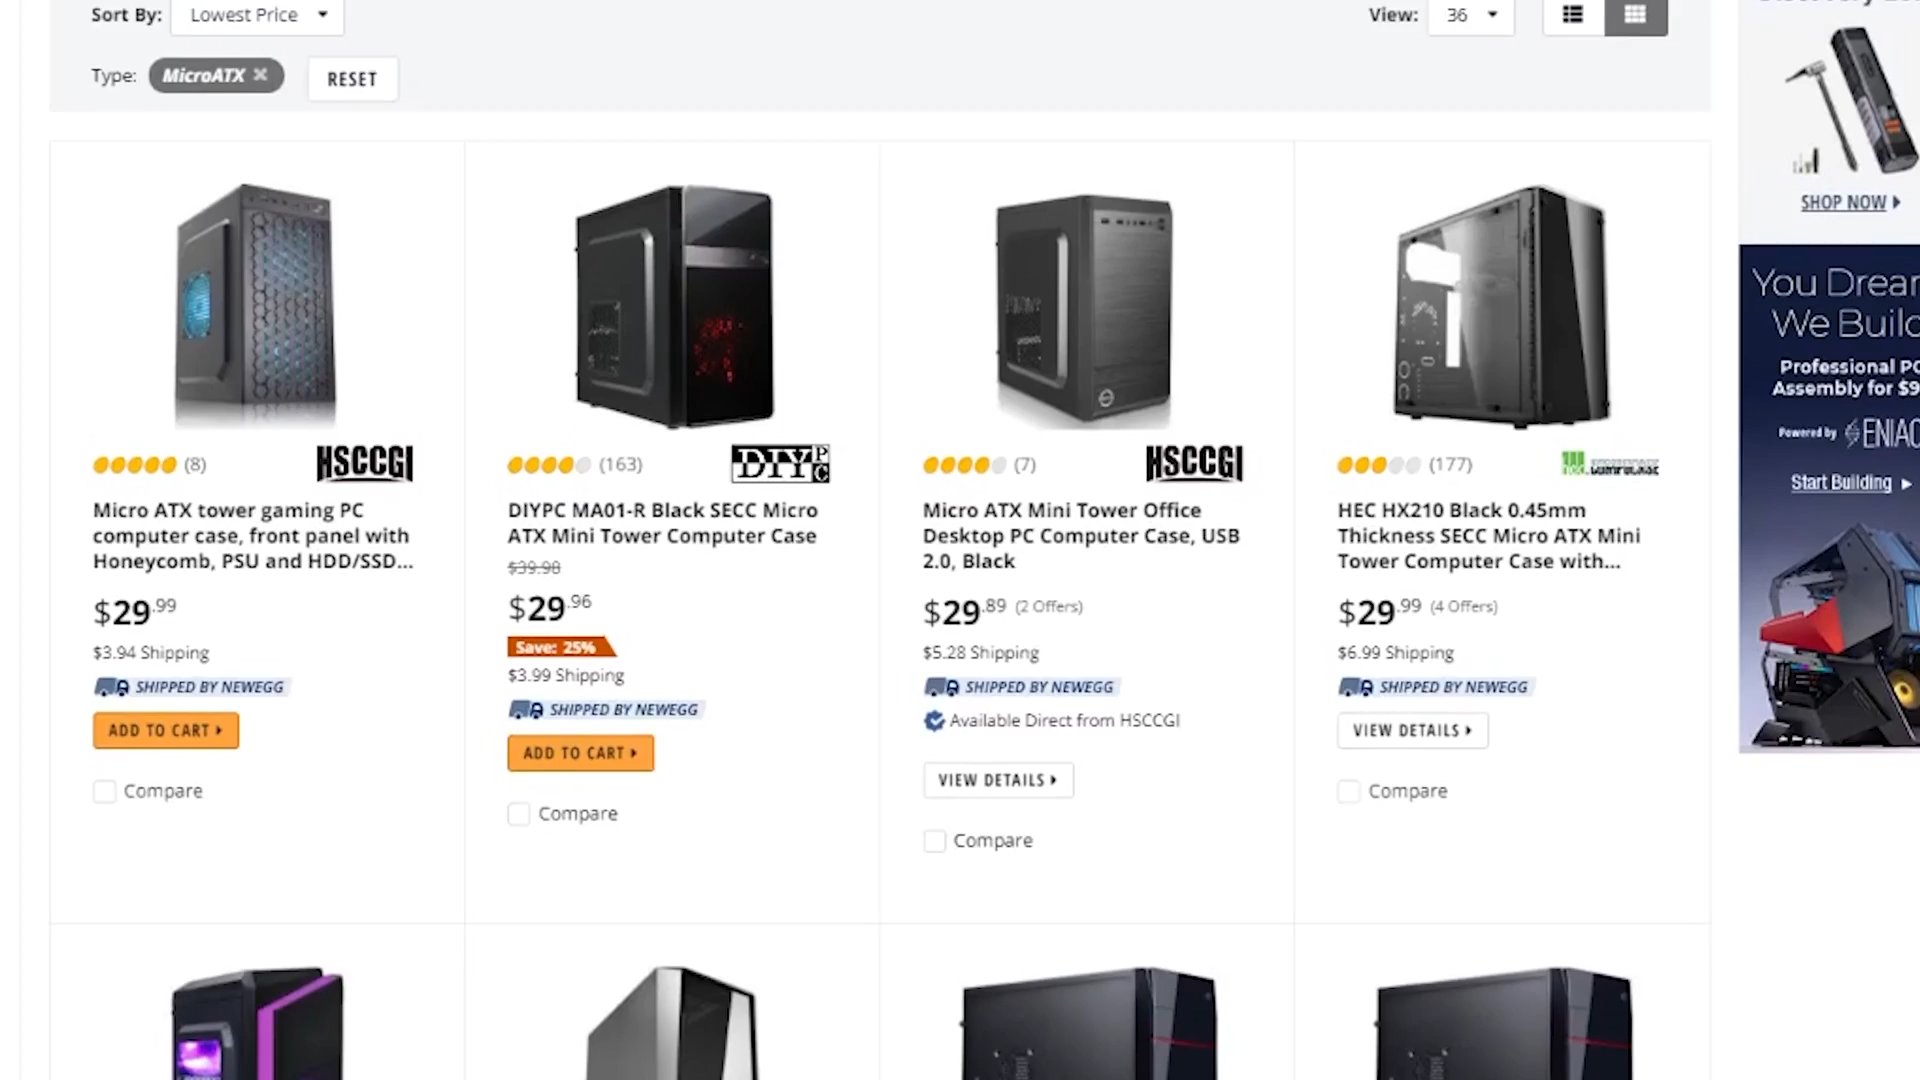 Sort By: Lowest Price
View: 36
Type: MicroATX RESET
SHOP NOW
HSCCGI
(8)
Micro ATX tower gaming PC
computer case, front panel with
Honeycomb, PSU and HDD/SSD...
$29.99
$3.94 Shipping
SHIPPED BY NEWEGG
ADD TO CART
Compare
DIYPC
(163)
DIYPC MA01-R Black SECC Micro
ATX Mini Tower Computer Case
$39.98
$29.96
Save: 25%
$3.99 Shipping
SHIPPED BY NEWEGG
ADD TO CART
Compare
HSCCGI
(7)
Micro ATX Mini Tower Office
Desktop PC Computer Case, USB
2.0, Black
$29.89 (2 Offers)
$5.28 Shipping
SHIPPED BY NEWEGG
Available Direct from HSCCGI
VIEW DETAILS
Compare
(177)
HEC HX210 Black 0.45mm
Thickness SECC Micro ATX Mini
Tower Computer Case with...
$29.99 (4 Offers)
$6.99 Shipping
SHIPPED BY NEWEGG
VIEW DETAILS
Compare
You Drear
We Build
Professional PC
Assembly for $9
Powered by ENIAC
Start Building